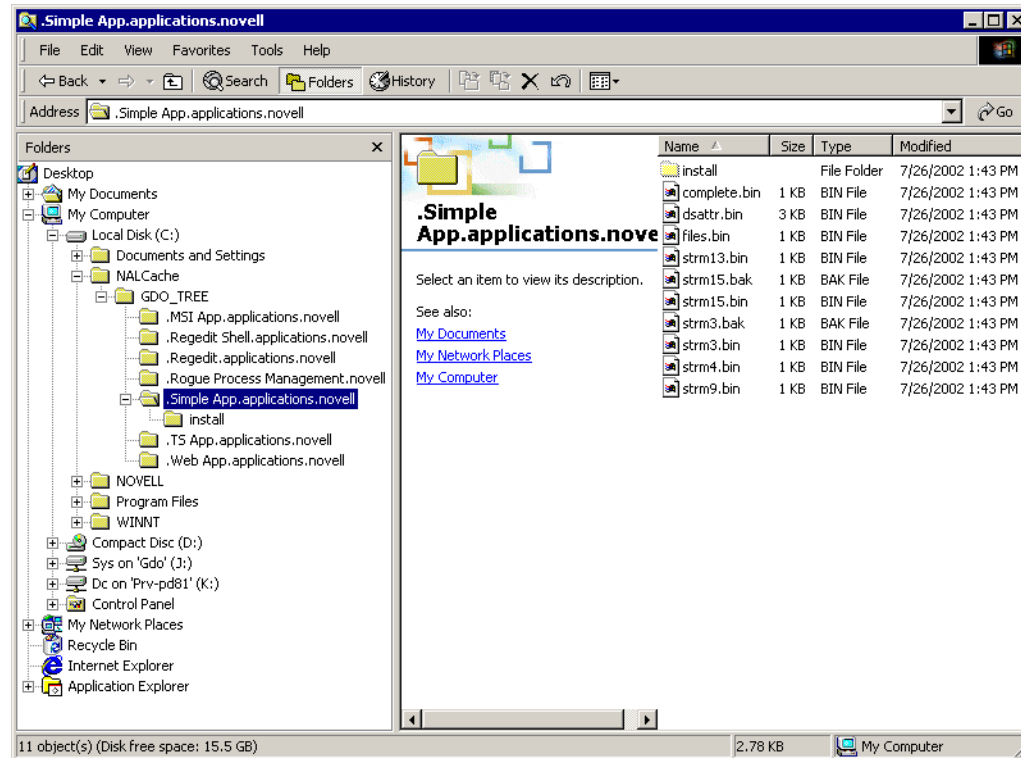 .Simple App.applications.novell
File Edit View Favorites Tools Help
Back Search Folders History
Address .Simple App.applications.novell Go
Folders
Desktop
My Documents
My Computer
Local Disk (C:)
Documents and Settings
NALCache
GDO_TREE
.MSI App.applications.novell
.Regedit Shell.applications.novell
.Regedit.applications.novell
.Rogue Process Management.novell
.Simple App.applications.novell
install
.TS App.applications.novell
.Web App.applications.novell
NOVELL
Program Files
WINNT
Compact Disc (D:)
Sys on 'Gdo' (J:)
Dc on 'Prv-pd81' (K:)
Control Panel
My Network Places
Recycle Bin
Internet Explorer
Application Explorer
.Simple
App.applications.nove
Select an item to view its description.
See also:
My Documents
My Network Places
My Computer
Name Size Type Modified
install File Folder 7/26/2002 1:43 PM
complete.bin 1 KB BIN File 7/26/2002 1:43 PM
dsattr.bin 3 KB BIN File 7/26/2002 1:43 PM
files.bin 1 KB BIN File 7/26/2002 1:43 PM
strm13.bin 1 KB BIN File 7/26/2002 1:43 PM
strm15.bak 1 KB BAK File 7/26/2002 1:43 PM
strm15.bin 1 KB BIN File 7/26/2002 1:43 PM
strm3.bak 1 KB BAK File 7/26/2002 1:43 PM
strm3.bin 1 KB BIN File 7/26/2002 1:43 PM
strm4.bin 1 KB BIN File 7/26/2002 1:43 PM
strm9.bin 1 KB BIN File 7/26/2002 1:43 PM
11 object(s) (Disk free space: 15.5 GB) 2.78 KB My Computer